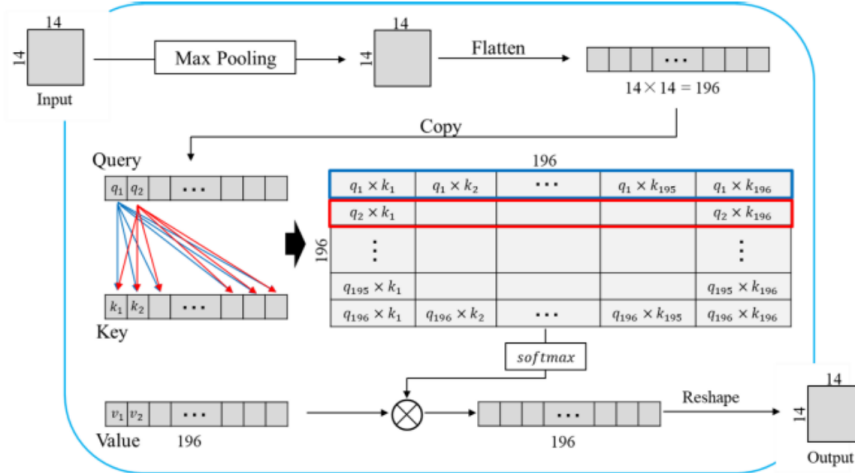 14
14
Input
Max Pooling
14
14
Flatten
...
14 × 14 = 196
Copy
Query
q₁ q₂ ...
k₁ k₂ ...
Key
196
196
q₁ × k₁ q₁ × k₂ ... q₁ × k₁₉₅ q₁ × k₁₉₆
q₂ × k₁ q₂ × k₁₉₆
⋮ ⋮
q₁₉₅ × k₁ q₁₉₅ × k₁₉₆
q₁₉₆ × k₁ q₁₉₆ × k₂ ... q₁₉₆ × k₁₉₅ q₁₉₆ × k₁₉₆
softmax
v₁ v₂ ...
Value 196
...
196
Reshape
14
14
Output